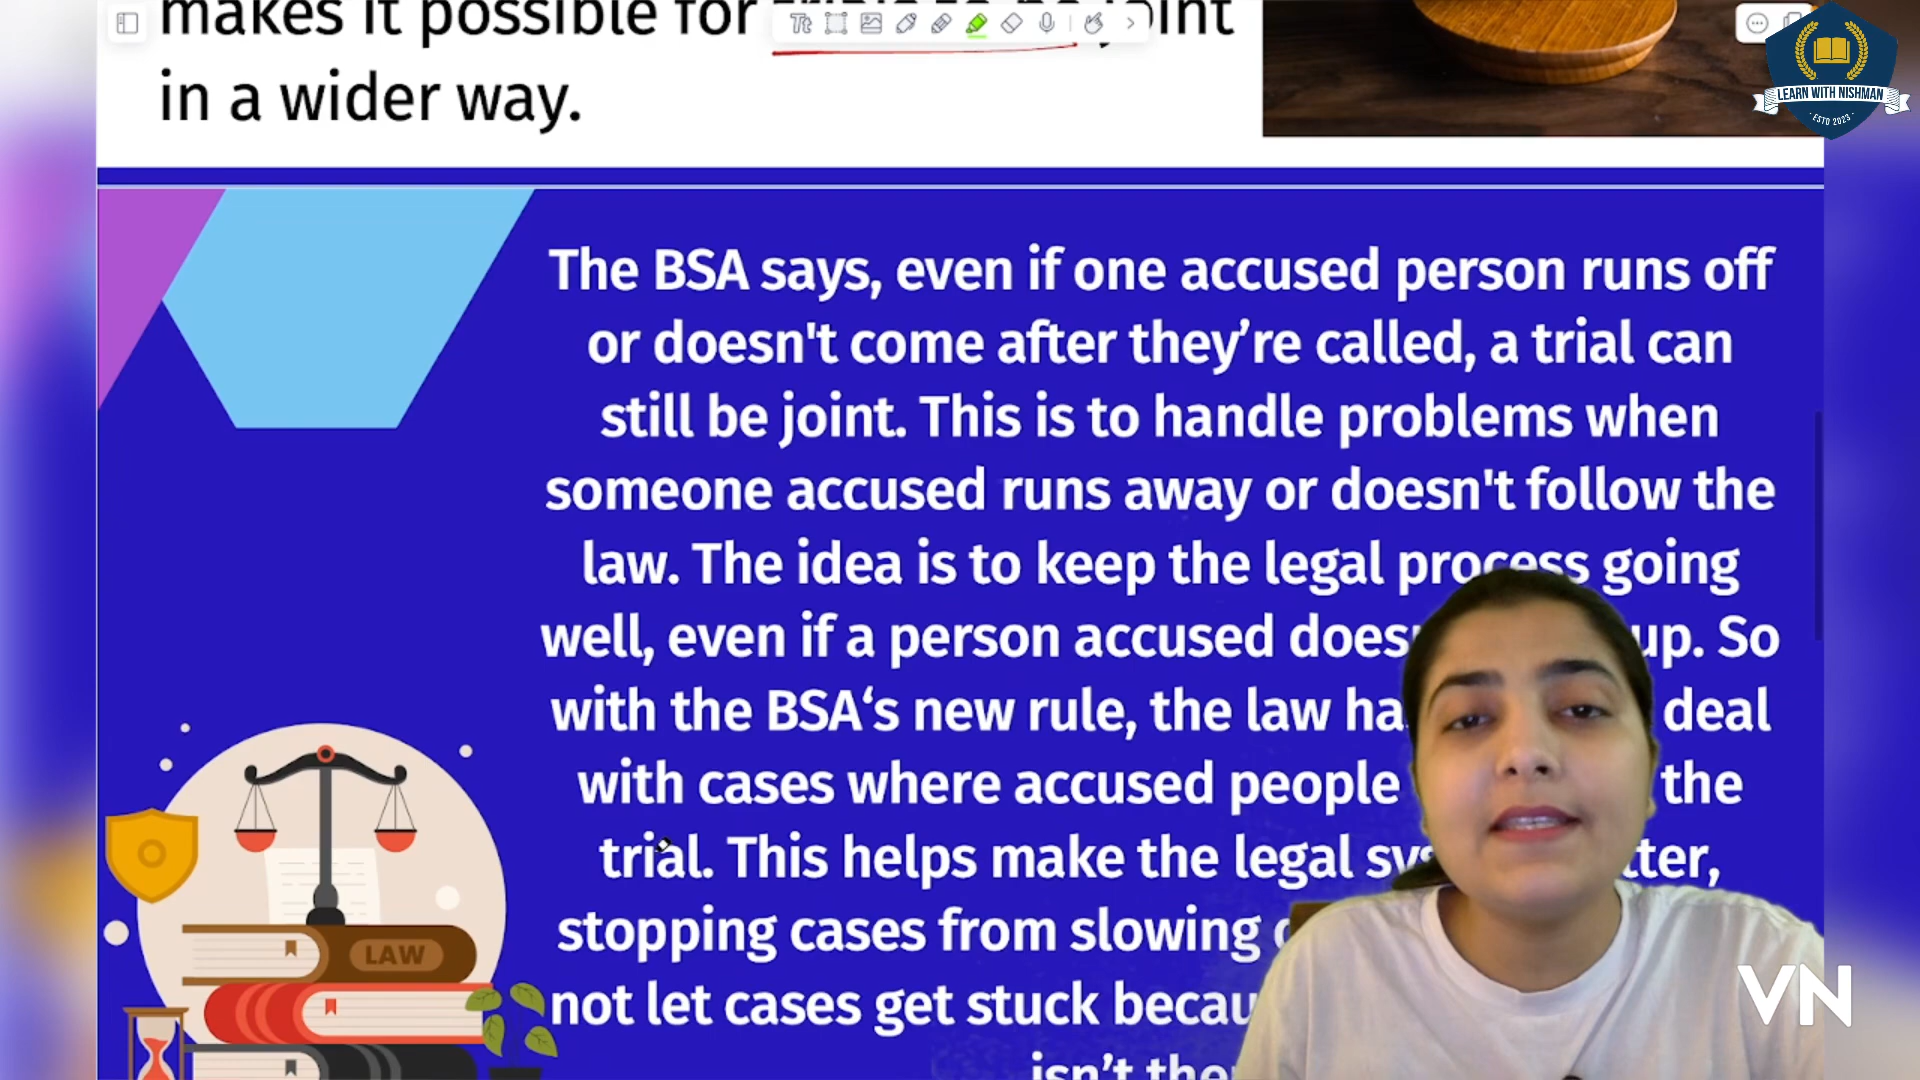 makes it possible for
in a wider way.
LEARN WITH NISHMAN
ESTD 2023
The BSA says, even if one accused person runs off
or doesn't come after they’re called, a trial can
still be joint. This is to handle problems when
someone accused runs away or doesn't follow the
law. The idea is to keep the legal process going
well, even if a person accused up. So
with the BSA‘s new rule, the law deal
with cases where accused people the
trial. This helps make the legal
stopping cases from slowing
not let cases get stuck
isn’t
LAW
VN